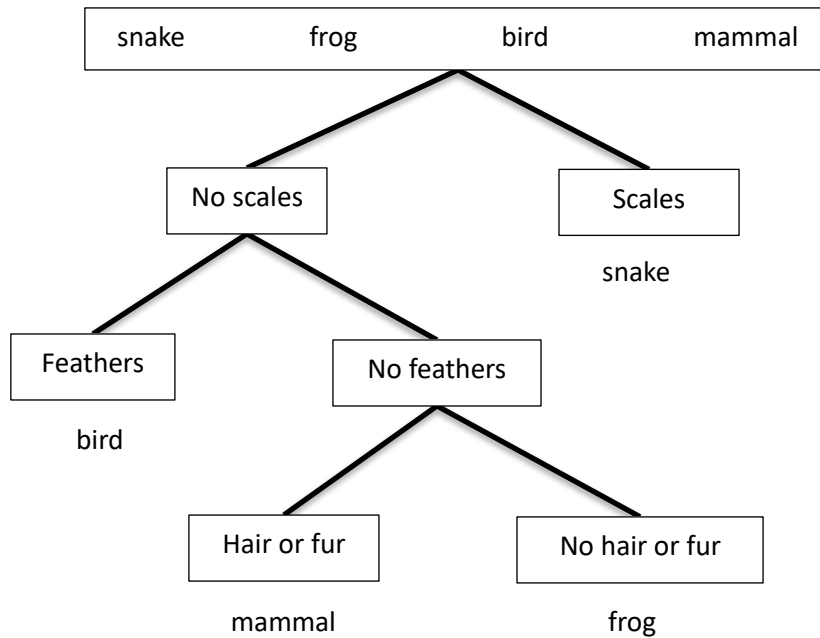 snake frog bird mammal
No scales Scales
snake
Feathers No feathers
bird
Hair or fur No hair or fur
mammal frog